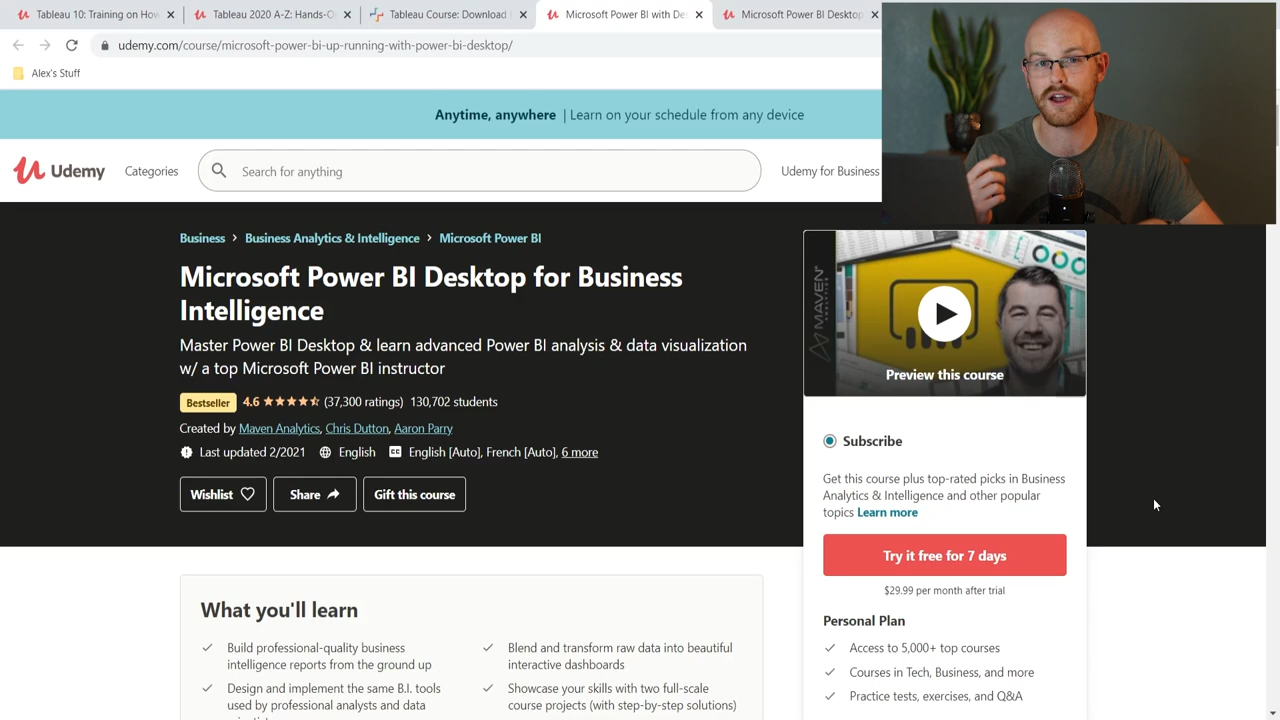 Tableau 10: Training on How
Tableau 2020 A-Z: Hands-O
Tableau Course: Download
Microsoft Power BI with De
Microsoft Power BI Desktop
udemy.com/course/microsoft-power-bi-up-running-with-power-bi-desktop/
Alex's Stuff
Anytime, anywhere | Learn on your schedule from any device
Udemy
Categories
Search for anything
Udemy for Business
Business > Business Analytics & Intelligence > Microsoft Power BI
Microsoft Power BI Desktop for Business
Intelligence
Master Power BI Desktop & learn advanced Power BI analysis & data visualization
w/ a top Microsoft Power BI instructor
Bestseller 4.6 (37,300 ratings) 130,702 students
Created by Maven Analytics, Chris Dutton, Aaron Parry
Last updated 2/2021 English English [Auto], French [Auto], 6 more
Wishlist Share Gift this course
MAVEN
ANALYTICS
Preview this course
Subscribe
Get this course plus top-rated picks in Business
Analytics & Intelligence and other popular
topics Learn more
Try it free for 7 days
$29.99 per month after trial
Personal Plan
Access to 5,000+ top courses
Courses in Tech, Business, and more
Practice tests, exercises, and Q&A
What you'll learn
Build professional-quality business
intelligence reports from the ground up
Design and implement the same B.I. tools
used by professional analysts and data
Blend and transform raw data into beautiful
interactive dashboards
Showcase your skills with two full-scale
course projects (with step-by-step solutions)